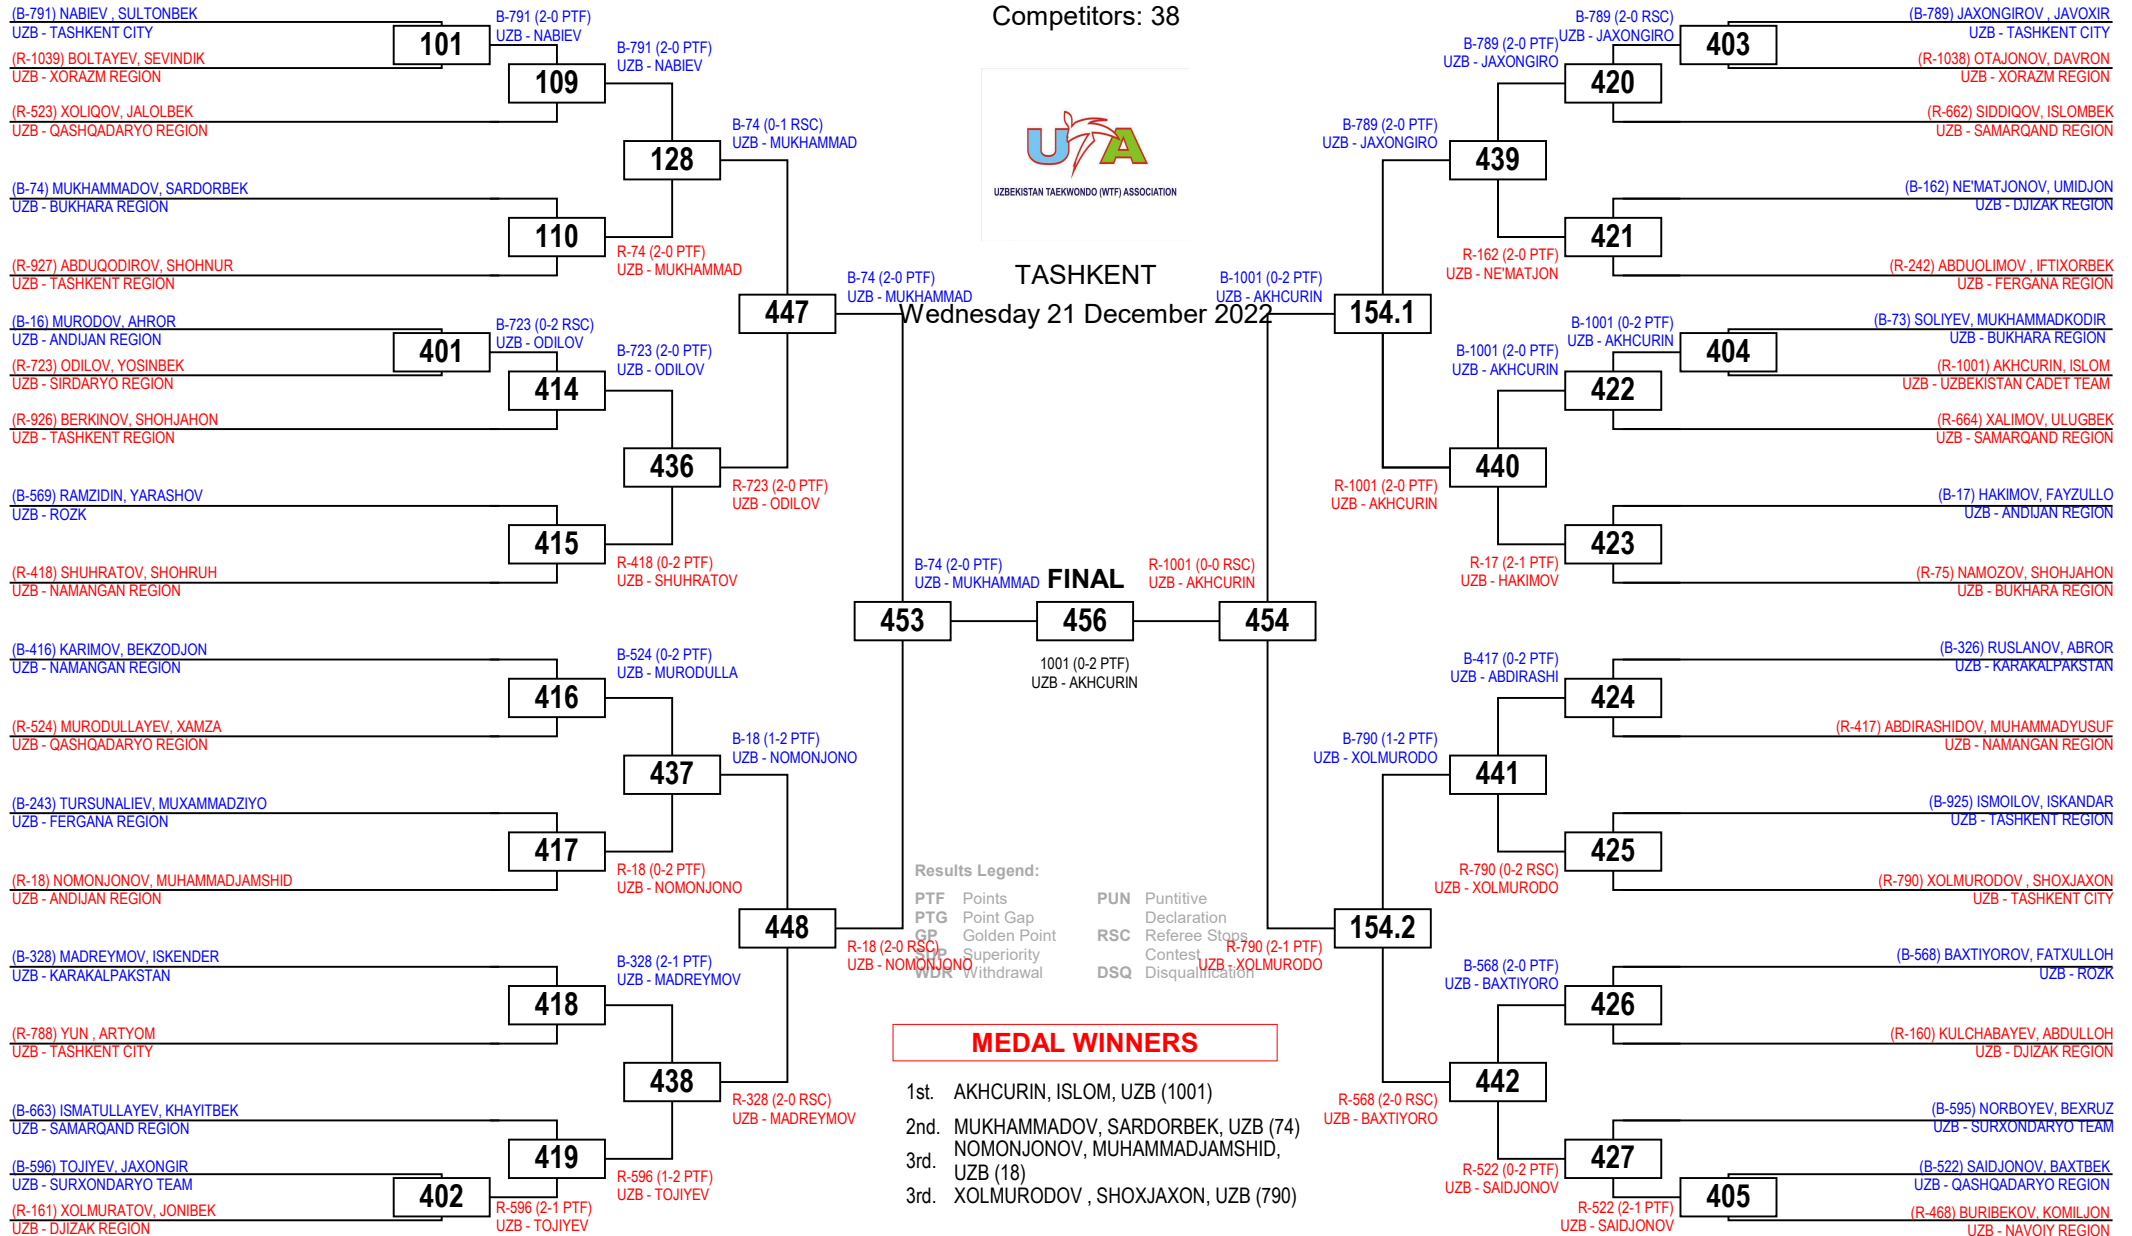 Competitors: 38
UTA
UZBEKISTAN TAEKWONDO (WTF) ASSOCIATION
TASHKENT
Wednesday 21 December 2022
(B-791) NABIEV , SULTONBEK
UZB - TASHKENT CITY
(R-1039) BOLTAYEV, SEVINDIK
UZB - XORAZM REGION
(R-523) XOLIQOV, JALOLBEK
UZB - QASHQADARYO REGION
(B-74) MUKHAMMADOV, SARDORBEK
UZB - BUKHARA REGION
(R-927) ABDUQODIROV, SHOHNUR
UZB - TASHKENT REGION
(B-16) MURODOV, AHROR
UZB - ANDIJAN REGION
(R-723) ODILOV, YOSINBEK
UZB - SIRDARYO REGION
(R-926) BERKINOV, SHOHJAHON
UZB - TASHKENT REGION
(B-569) RAMZIDIN, YARASHOV
UZB - ROZK
(R-418) SHUHRATOV, SHOHRUH
UZB - NAMANGAN REGION
(B-416) KARIMOV, BEKZODJON
UZB - NAMANGAN REGION
(R-524) MURODULLAYEV, XAMZA
UZB - QASHQADARYO REGION
(B-243) TURSUNALIEV, MUXAMMADZIYO
UZB - FERGANA REGION
(R-18) NOMONJONOV, MUHAMMADJAMSHID
UZB - ANDIJAN REGION
(B-328) MADREYMOV, ISKENDER
UZB - KARAKALPAKSTAN
(R-788) YUN , ARTYOM
UZB - TASHKENT CITY
(B-663) ISMATULLAYEV, KHAYITBEK
UZB - SAMARQAND REGION
(B-596) TOJIYEV, JAXONGIR
UZB - SURXONDARYO TEAM
(R-161) XOLMURATOV, JONIBEK
UZB - DJIZAK REGION
101
B-791 (2-0 PTF)
UZB - NABIEV
401
B-723 (0-2 RSC)
UZB - ODILOV
402
R-596 (2-1 PTF)
UZB - TOJIYEV
109
B-791 (2-0 PTF)
UZB - NABIEV
110
R-74 (2-0 PTF)
UZB - MUKHAMMAD
414
B-723 (2-0 PTF)
UZB - ODILOV
415
R-418 (0-2 PTF)
UZB - SHUHRATOV
416
B-524 (0-2 PTF)
UZB - MURODULLA
417
R-18 (0-2 PTF)
UZB - NOMONJONO
418
B-328 (2-1 PTF)
UZB - MADREYMOV
419
R-596 (1-2 PTF)
UZB - TOJIYEV
128
B-74 (0-1 RSC)
UZB - MUKHAMMAD
436
R-723 (2-0 PTF)
UZB - ODILOV
437
B-18 (1-2 PTF)
UZB - NOMONJONO
438
R-328 (2-0 RSC)
UZB - MADREYMOV
447
B-74 (2-0 PTF)
UZB - MUKHAMMAD
448
R-18 (2-0 RSC)
UZB - NOMONJONO
453
B-74 (2-0 PTF)
UZB - MUKHAMMAD
FINAL
456
1001 (0-2 PTF)
UZB - AKHCURIN
R-1001 (0-0 RSC)
UZB - AKHCURIN
454
B-1001 (0-2 PTF)
UZB - AKHCURIN
154.1
R-790 (2-1 PTF)
UZB - XOLMURODO
154.2
B-789 (2-0 PTF)
UZB - JAXONGIRO
439
R-1001 (2-0 PTF)
UZB - AKHCURIN
440
B-790 (1-2 PTF)
UZB - XOLMURODO
441
R-568 (2-0 RSC)
UZB - BAXTIYORO
442
B-789 (2-0 PTF)
UZB - JAXONGIRO
420
R-162 (2-0 PTF)
UZB - NE'MATJON
421
B-1001 (2-0 PTF)
UZB - AKHCURIN
422
R-17 (2-1 PTF)
UZB - HAKIMOV
423
B-417 (0-2 PTF)
UZB - ABDIRASHI
424
R-790 (0-2 RSC)
UZB - XOLMURODO
425
B-568 (2-0 PTF)
UZB - BAXTIYORO
426
R-522 (0-2 PTF)
UZB - SAIDJONOV
427
B-789 (2-0 RSC)
UZB - JAXONGIRO
403
B-1001 (0-2 PTF)
UZB - AKHCURIN
404
R-522 (2-1 PTF)
UZB - SAIDJONOV
405
(B-789) JAXONGIROV , JAVOXIR
UZB - TASHKENT CITY
(R-1038) OTAJONOV, DAVRON
UZB - XORAZM REGION
(R-662) SIDDIQOV, ISLOMBEK
UZB - SAMARQAND REGION
(B-162) NE'MATJONOV, UMIDJON
UZB - DJIZAK REGION
(R-242) ABDUOLIMOV , IFTIXORBEK
UZB - FERGANA REGION
(B-73) SOLIYEV, MUKHAMMADKODIR
UZB - BUKHARA REGION
(R-1001) AKHCURIN, ISLOM
UZB - UZBEKISTAN CADET TEAM
(R-664) XALIMOV, ULUGBEK
UZB - SAMARQAND REGION
(B-17) HAKIMOV, FAYZULLO
UZB - ANDIJAN REGION
(R-75) NAMOZOV, SHOHJAHON
UZB - BUKHARA REGION
(B-326) RUSLANOV, ABROR
UZB - KARAKALPAKSTAN
(R-417) ABDIRASHIDOV, MUHAMMADYUSUF
UZB - NAMANGAN REGION
(B-925) ISMOILOV, ISKANDAR
UZB - TASHKENT REGION
(R-790) XOLMURODOV , SHOXJAXON
UZB - TASHKENT CITY
(B-568) BAXTIYOROV, FATXULLOH
UZB - ROZK
(R-160) KULCHABAYEV, ABDULLOH
UZB - DJIZAK REGION
(B-595) NORBOYEV, BEXRUZ
UZB - SURXONDARYO TEAM
(B-522) SAIDJONOV, BAXTBEK
UZB - QASHQADARYO REGION
(R-468) BURIBEKOV, KOMILJON
UZB - NAVOIY REGION
Results Legend:
PTF Points
PTG Point Gap
GP Golden Point
SUP Superiority
WDR Withdrawal
PUN Puntitive
Declaration
RSC Referee Stops
Contest
DSQ Disqualification
MEDAL WINNERS
1st. AKHCURIN, ISLOM, UZB (1001)
2nd. MUKHAMMADOV, SARDORBEK, UZB (74)
3rd. NOMONJONOV, MUHAMMADJAMSHID,
UZB (18)
3rd. XOLMURODOV , SHOXJAXON, UZB (790)